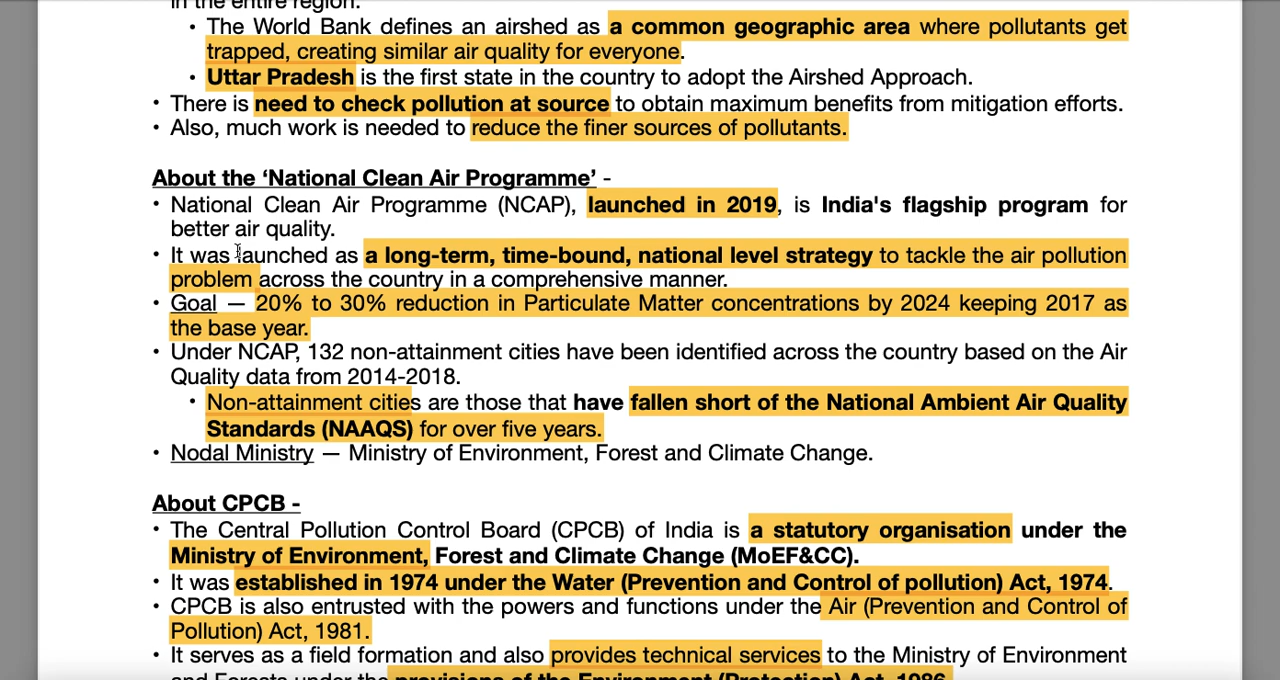 in the entire region.
• The World Bank defines an airshed as a common geographic area where pollutants get
trapped, creating similar air quality for everyone.
• Uttar Pradesh is the first state in the country to adopt the Airshed Approach.
• There is need to check pollution at source to obtain maximum benefits from mitigation efforts.
• Also, much work is needed to reduce the finer sources of pollutants.
About the ‘National Clean Air Programme’ -
• National Clean Air Programme (NCAP), launched in 2019, is India's flagship program for
better air quality.
• It was launched as a long-term, time-bound, national level strategy to tackle the air pollution
problem across the country in a comprehensive manner.
• Goal — 20% to 30% reduction in Particulate Matter concentrations by 2024 keeping 2017 as
the base year.
• Under NCAP, 132 non-attainment cities have been identified across the country based on the Air
Quality data from 2014-2018.
• Non-attainment cities are those that have fallen short of the National Ambient Air Quality
Standards (NAAQS) for over five years.
• Nodal Ministry — Ministry of Environment, Forest and Climate Change.
About CPCB -
• The Central Pollution Control Board (CPCB) of India is a statutory organisation under the
Ministry of Environment, Forest and Climate Change (MoEF&CC).
• It was established in 1974 under the Water (Prevention and Control of pollution) Act, 1974.
• CPCB is also entrusted with the powers and functions under the Air (Prevention and Control of
Pollution) Act, 1981.
• It serves as a field formation and also provides technical services to the Ministry of Environment
and Forests under the provisions of the Environment (Protection) Act, 1986.